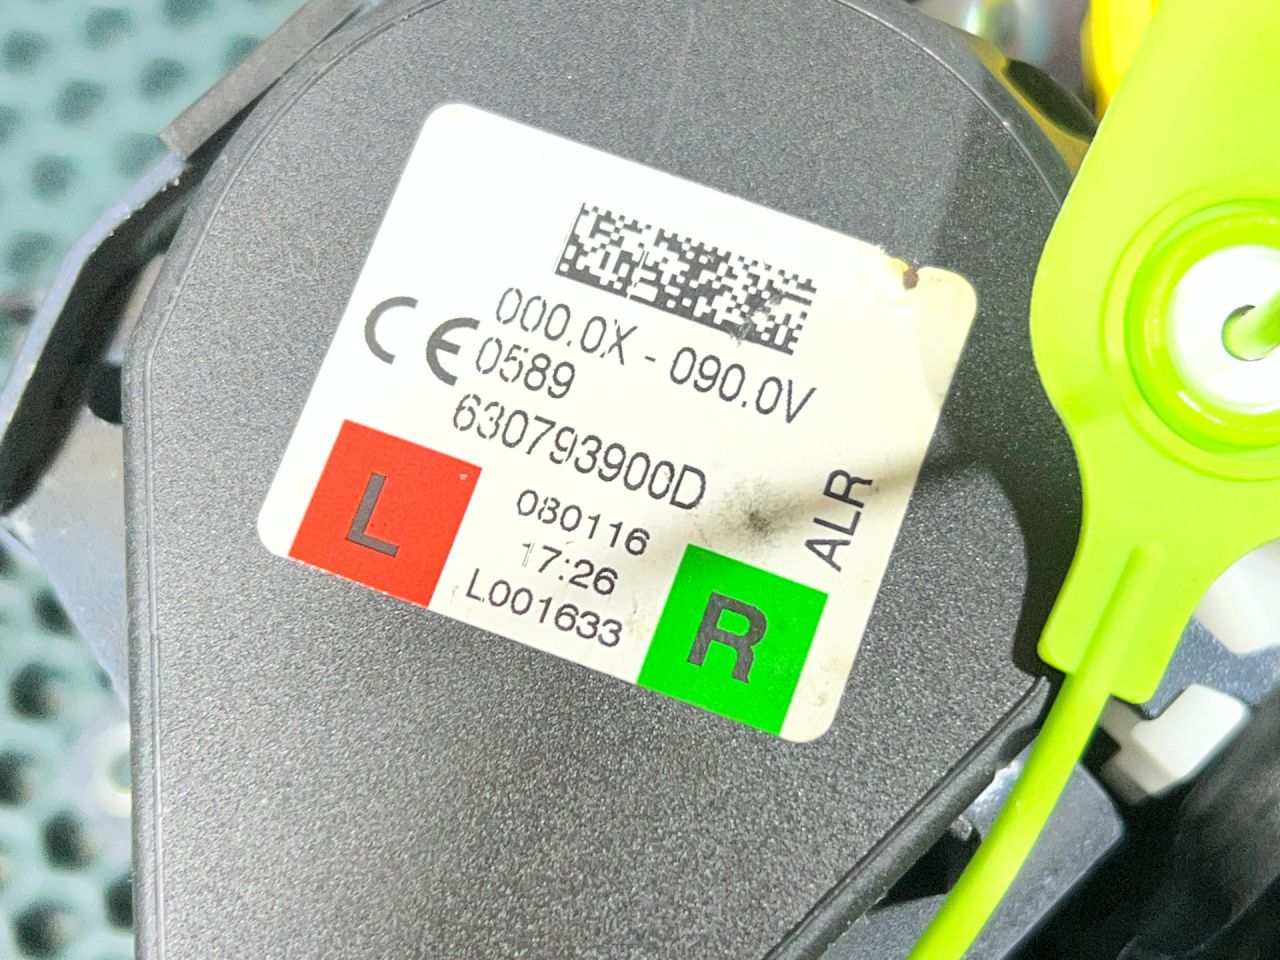 000.0X - 090.0V
CE 0589
630793900D
080116
17:26
L001633
L
R
ALR